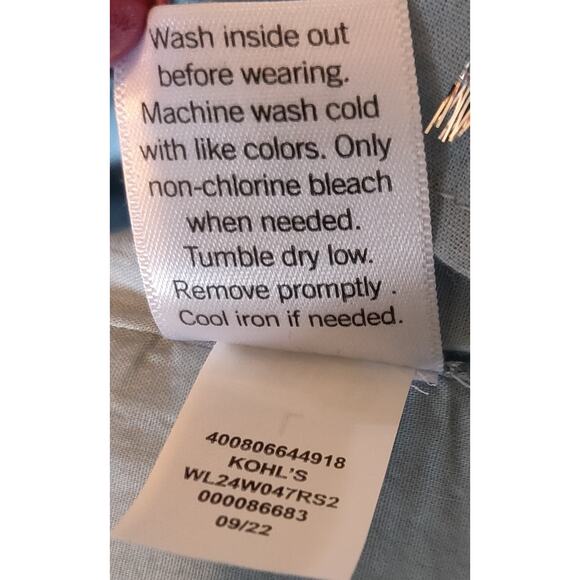 Wash inside out
before wearing.
Machine wash cold
with like colors. Only
non-chlorine bleach
when needed.
Tumble dry low.
Remove promptly.
Cool iron if needed.
400806644918
KOHL'S
WL24W047RS2
000086683
09/22